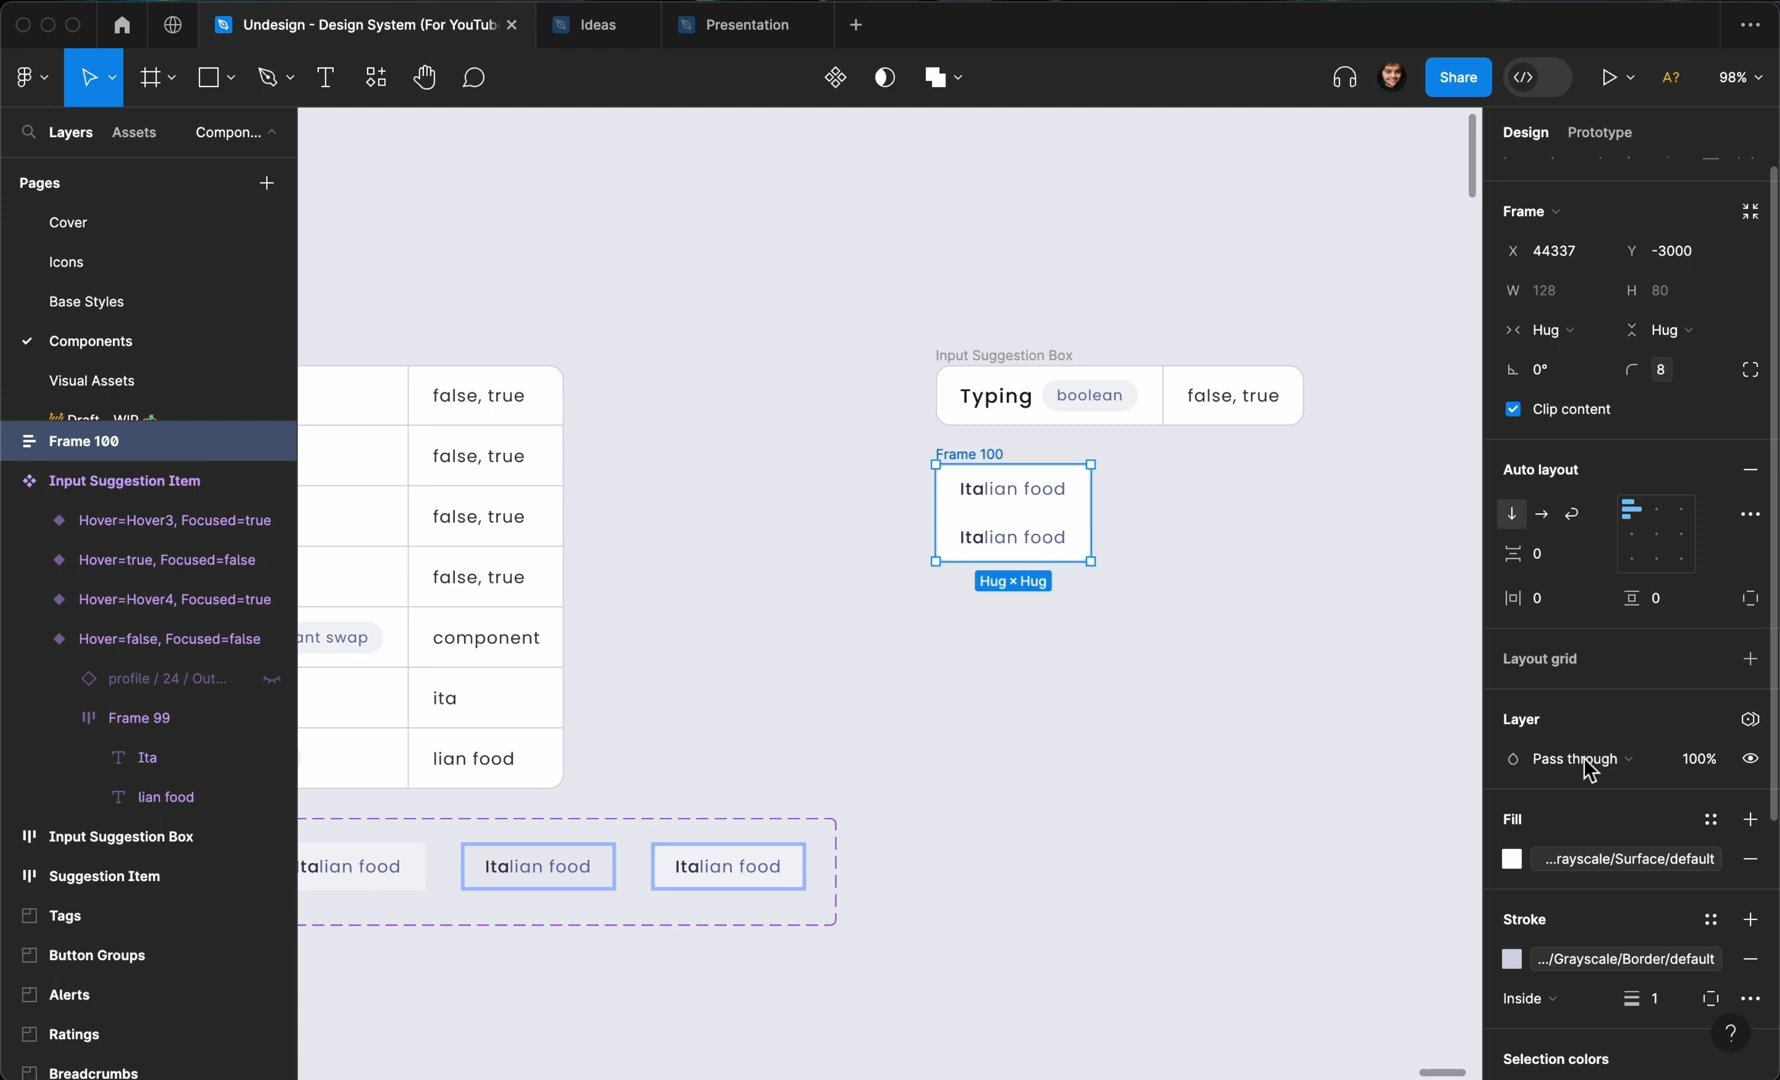 Undesign - Design System (For YouTub
Ideas
Presentation
Share
A?
98%
Layers
Assets
Compon...
Pages
Cover
Icons
Base Styles
Components
Visual Assets
Frame 100
Input Suggestion Item
Hover=Hover3, Focused=true
Hover=true, Focused=false
Hover=Hover4, Focused=true
Hover=false, Focused=false
profile / 24 / Out...
Frame 99
Ita
lian food
Input Suggestion Box
Suggestion Item
Tags
Button Groups
Alerts
Ratings
Breadcrumbs
false, true
false, true
false, true
false, true
ant swap
component
ita
lian food
Italian food
Italian food
Italian food
Input Suggestion Box
Typing
boolean
false, true
Frame 100
Italian food
Italian food
Hug × Hug
Design
Prototype
Frame
X 44337
Y -3000
W 128
H 80
Hug
Hug
0°
8
Clip content
Auto layout
0
0
0
Layout grid
Layer
Pass through
100%
Fill
...rayscale/Surface/default
Stroke
.../Grayscale/Border/default
Inside
1
?
Selection colors